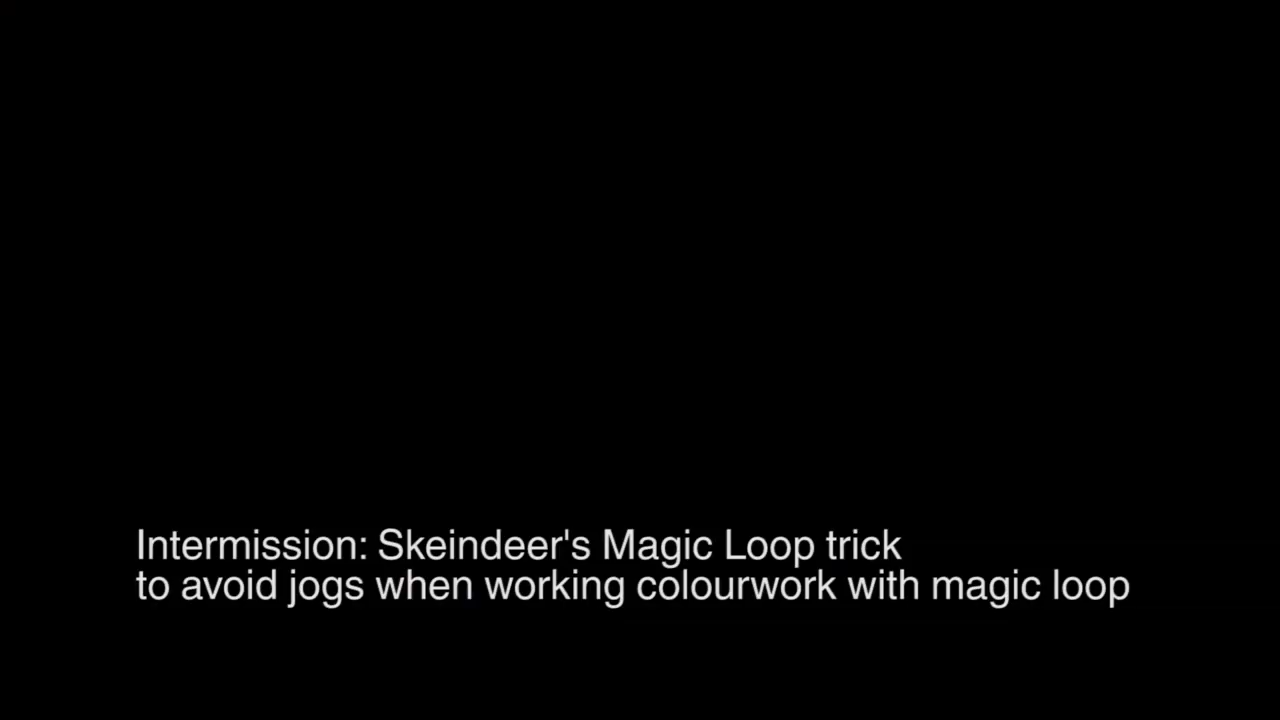 Intermission: Skeindeer's Magic Loop trick
to avoid jogs when working colourwork with magic loop